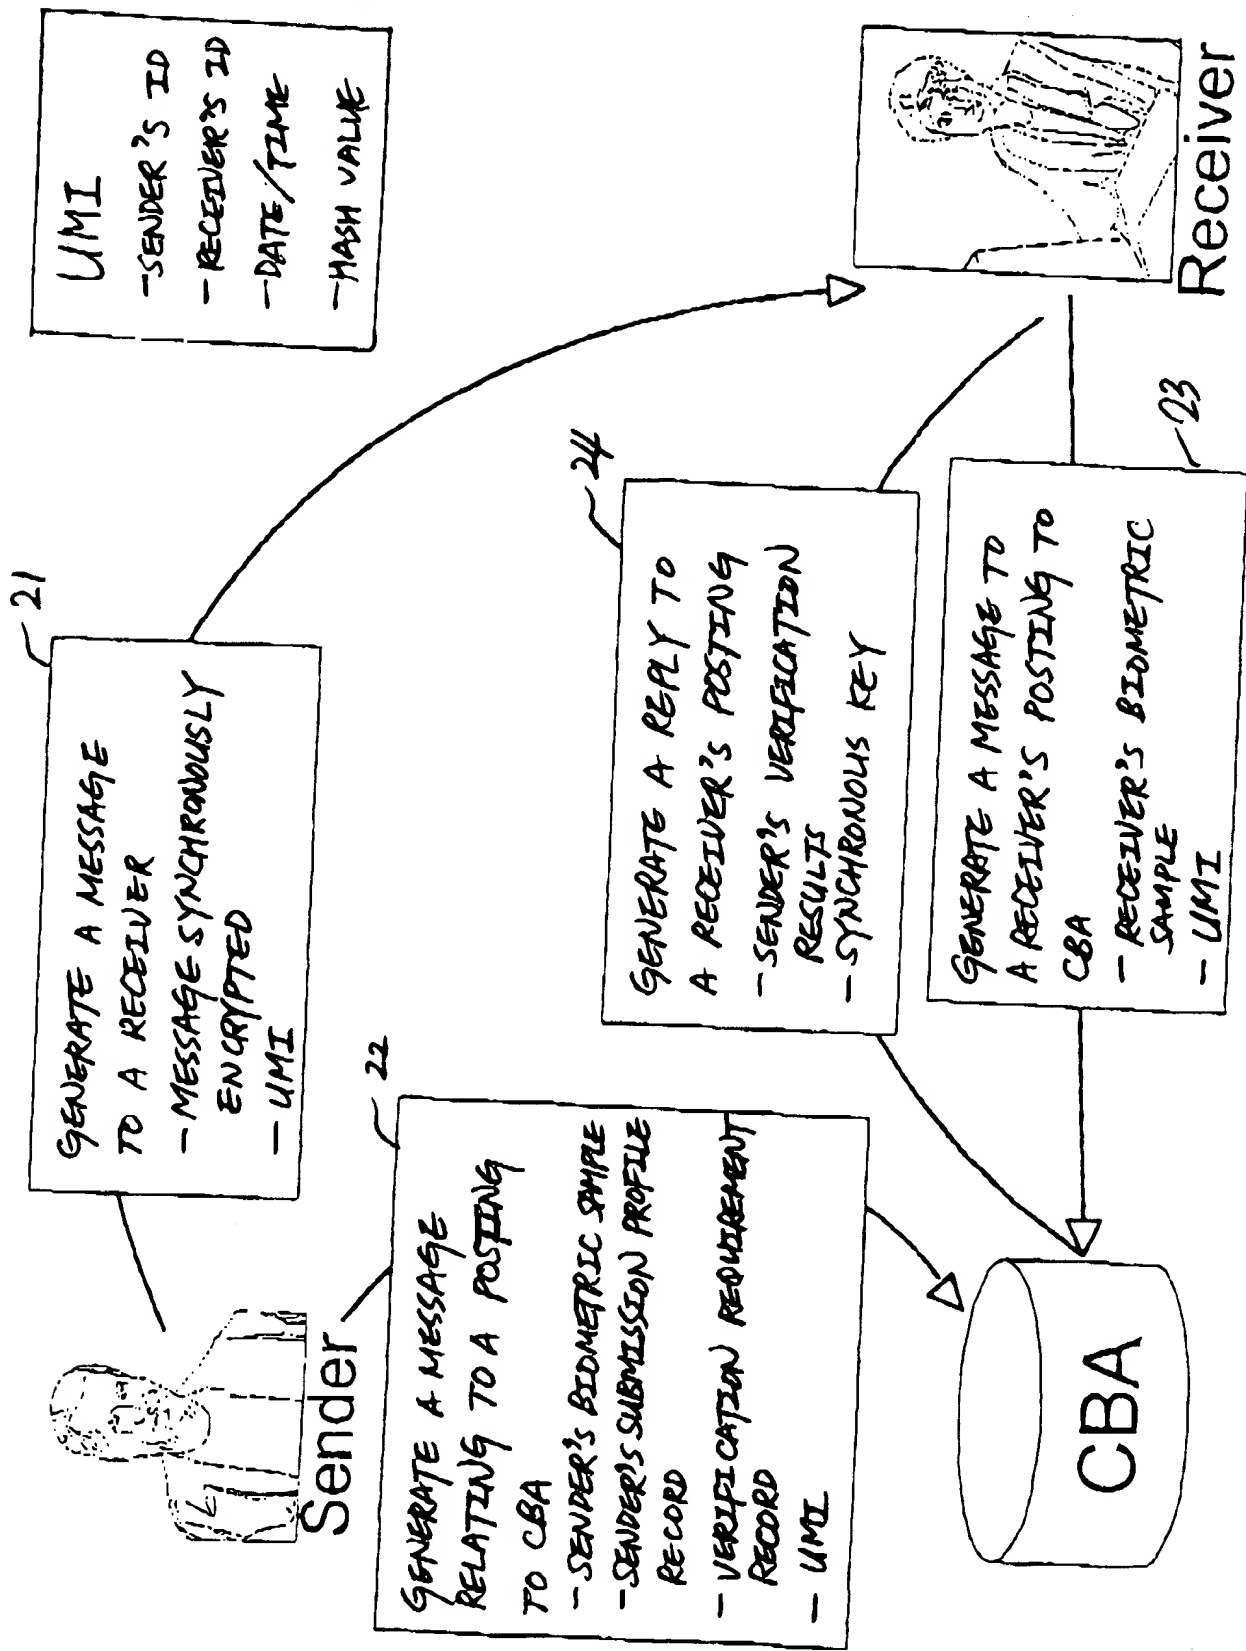 21
GENERATE A MESSAGE
TO A RECEIVER
- MESSAGE SYNCHRONOUSLY
ENCRYPTED
- UMI
UMI
- SENDER'S ID
- RECEIVER'S ID
- DATE/TIME
- HASH VALUE
Sender
22
GENERATE A MESSAGE
RELATING TO A POSTING
TO CBA
- SENDER'S BIOMETRIC SAMPLE
- SENDER'S SUBMISSION PROFILE
RECORD
- VERIFICATION REQUIREMENT
RECORD
- UMI
24
GENERATE A REPLY TO
A RECEIVER'S POSTING
- SENDER'S VERIFICATION
RESULTS
- SYNCHRONOUS KEY
Receiver
23
GENERATE A MESSAGE TO
A RECEIVER'S POSTING TO
CBA
- RECEIVER'S BIOMETRIC
SAMPLE
- UMI
CBA